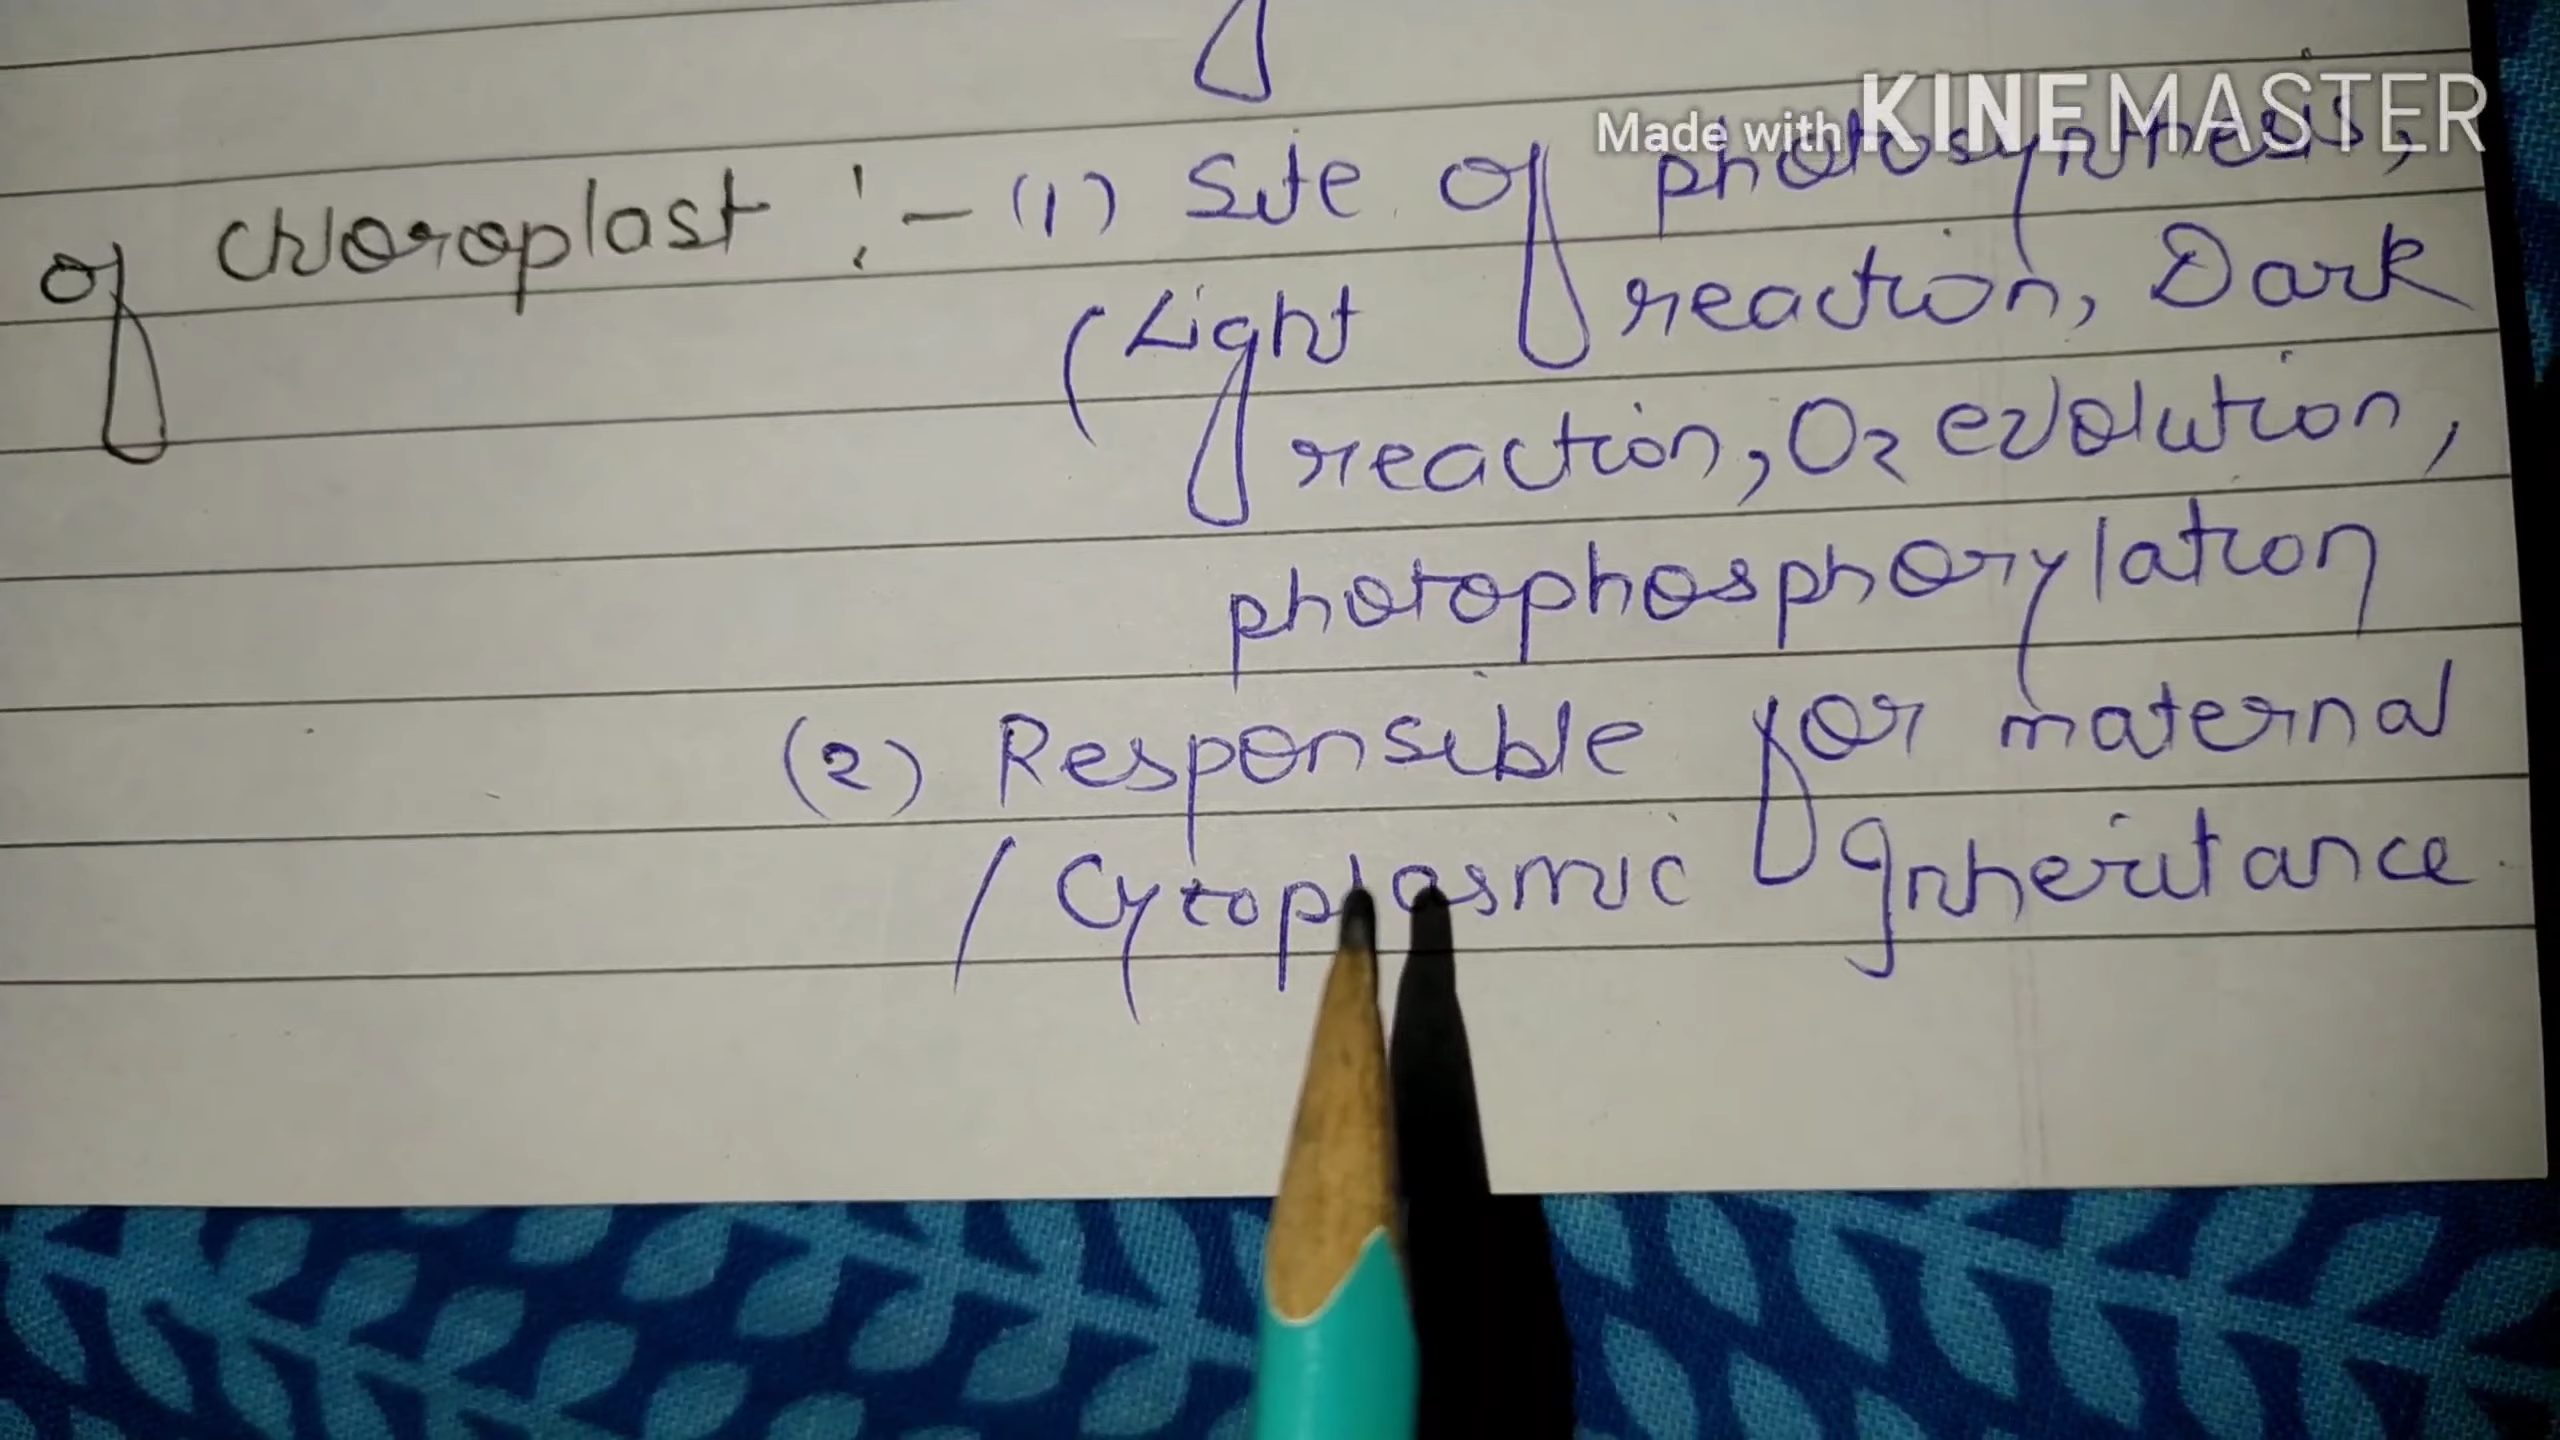 Made with KINEMASTER
of Chloroplast :- (1) Site of photosynthesis,
(Light reaction, Dark
reaction, O2 evolution,
photophosphorylation
(2) Responsible for maternal
/ Cytoplasmic Inheritance